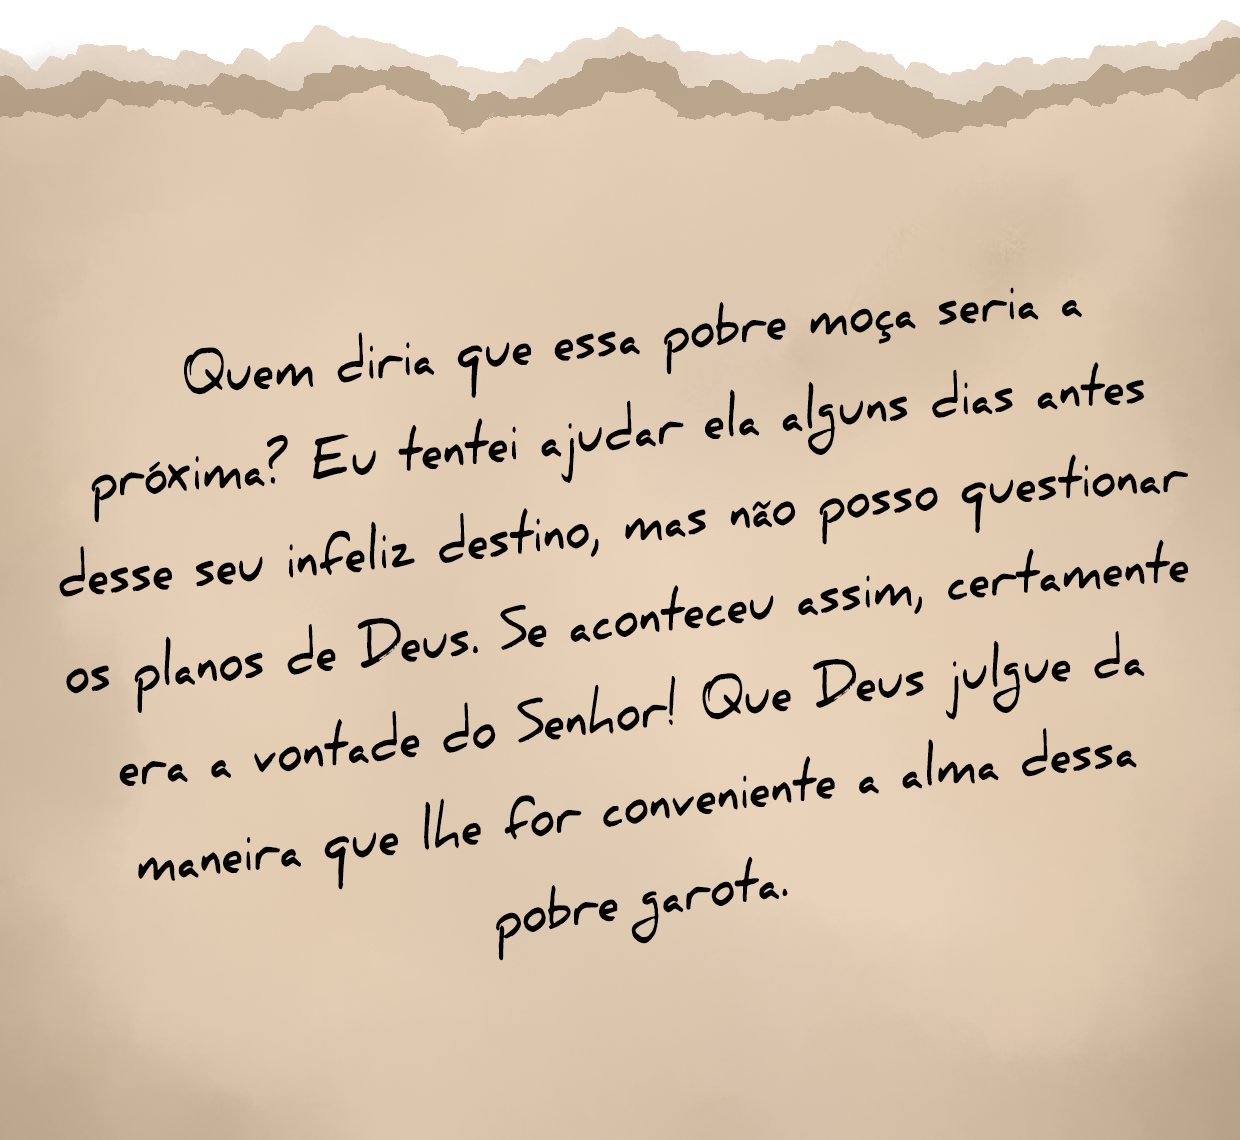 Quem diria que essa pobre moça seria a
próxima? Eu tentei ajudar ela alguns dias antes
desse seu infeliz destino, mas não posso questionar
os planos de Deus. Se aconteceu assim, certamente
era a vontade do Senhor! Que Deus julgue da
maneira que lhe for conveniente a alma dessa
pobre garota.